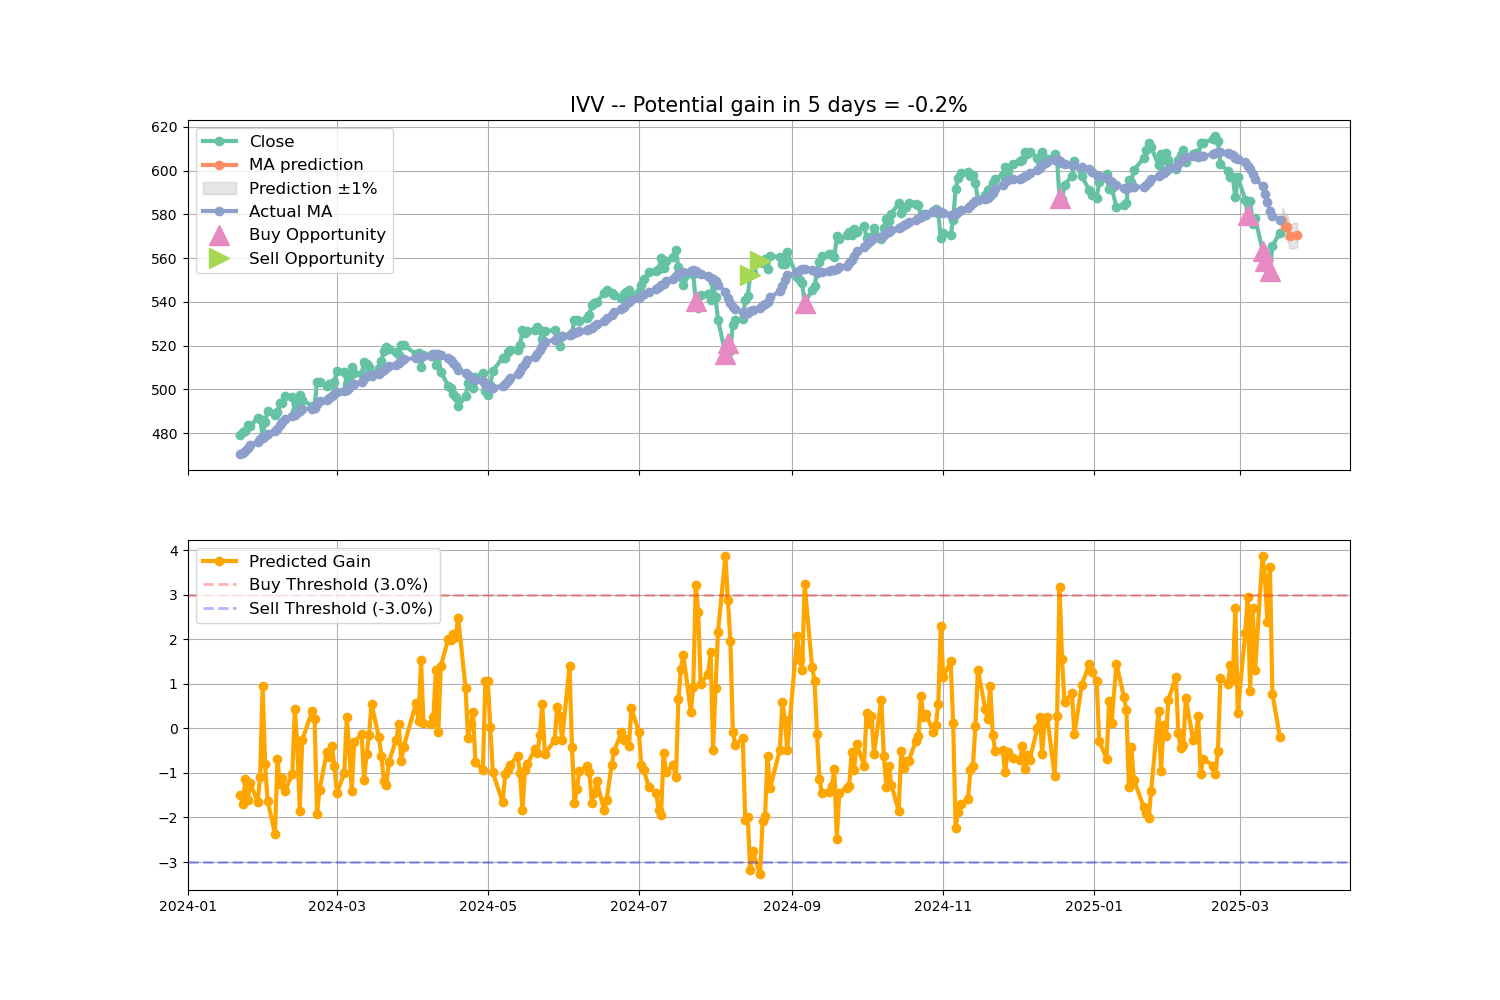 IVV -- Potential gain in 5 days = -0.2%
620
600
580
560
540
520
500
480
Close
MA prediction
Prediction ±1%
Actual MA
Buy Opportunity
Sell Opportunity
4
3
2
1
0
−1
−2
−3
Predicted Gain
Buy Threshold (3.0%)
Sell Threshold (-3.0%)
2024-01
2024-03
2024-05
2024-07
2024-09
2024-11
2025-01
2025-03